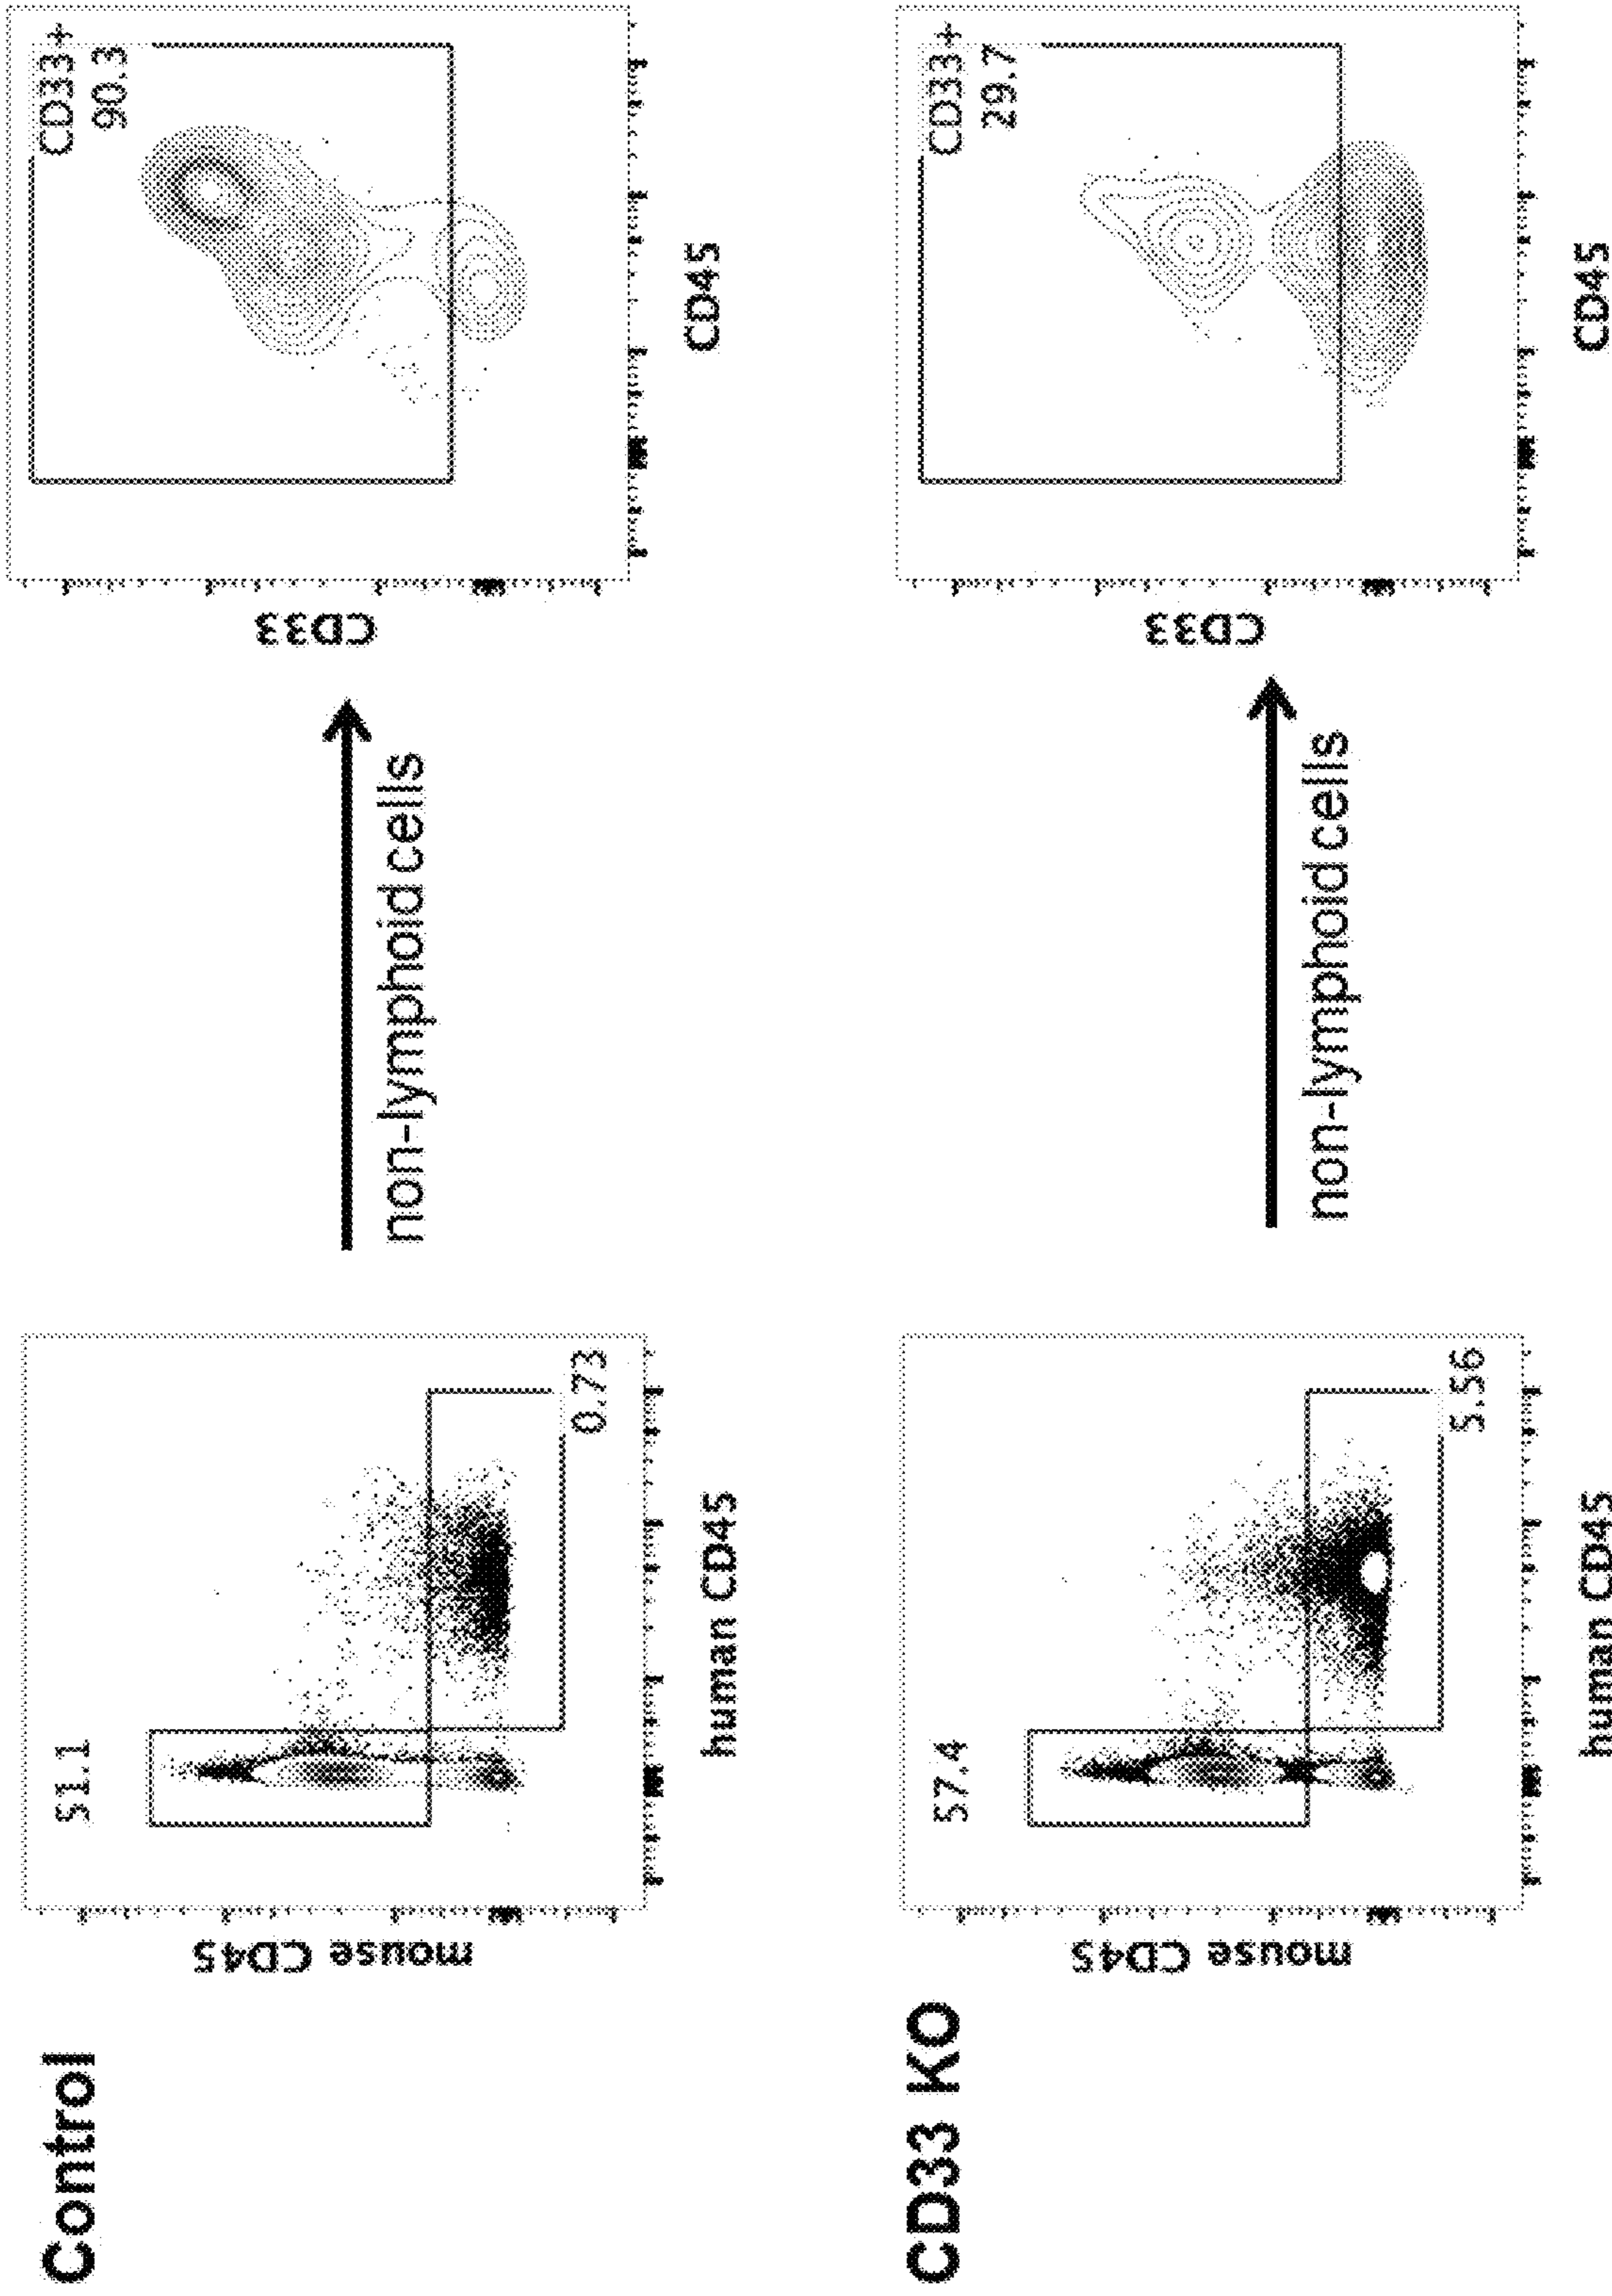 Control
mouse CD45
51.1
0.73
human CD45
non-lymphoid cells
CD33
CD33+
90.3
CD45
CD33 KO
mouse CD45
57.4
5.56
human CD45
non-lymphoid cells
CD33
CD33+
29.7
CD45